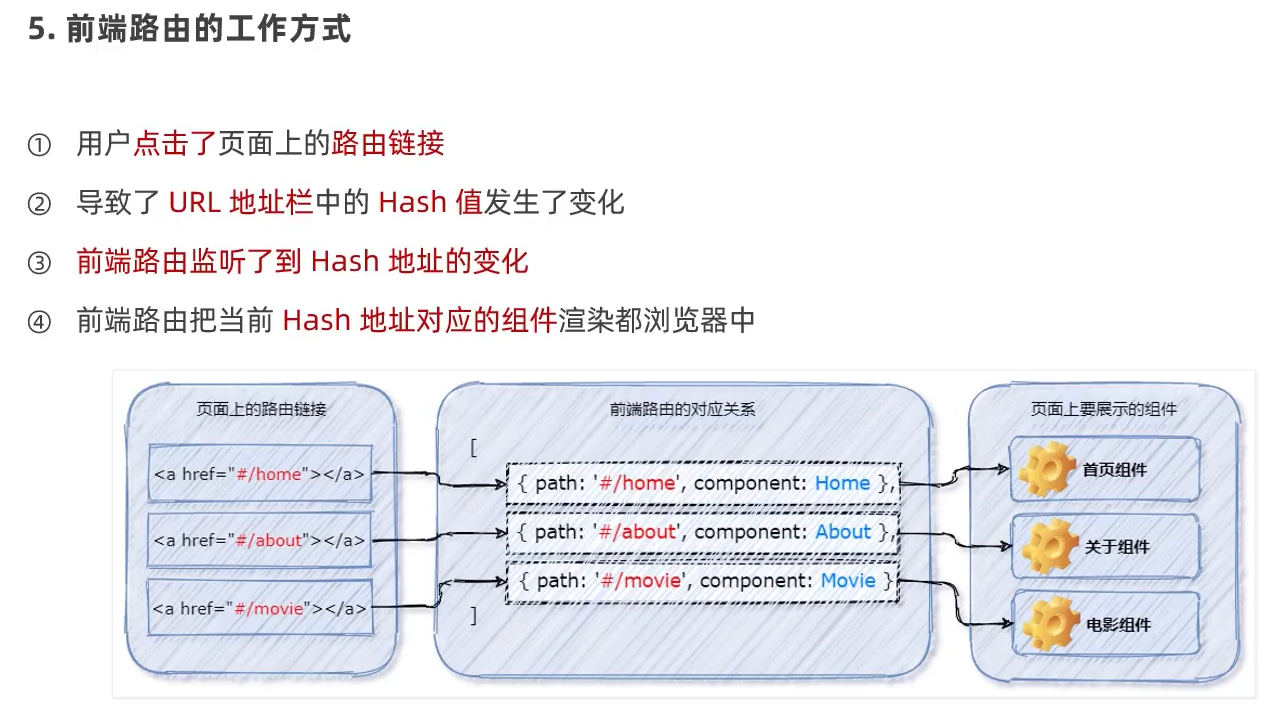 5. 前端路由的工作方式
① 用户点击了页面上的路由链接
② 导致了 URL 地址栏中的 Hash 值发生了变化
③ 前端路由监听了到 Hash 地址的变化
④ 前端路由把当前 Hash 地址对应的组件渲染都浏览器中
页面上的路由链接
<a href="#/home"></a>
<a href="#/about"></a>
<a href="#/movie"></a>
前端路由的对应关系
[
{ path: '#/home', component: Home },
{ path: '#/about', component: About },
{ path: '#/movie', component: Movie }
]
页面上要展示的组件
首页组件
关于组件
电影组件